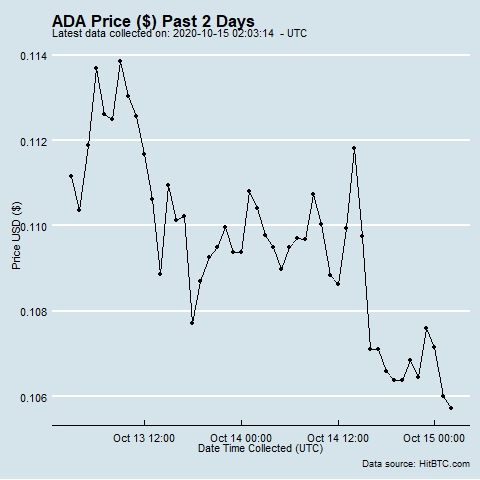 ADA Price ($) Past 2 Days
Latest data collected on: 2020-10-15 02:03:14 - UTC
0.114
0.112
0.110
0.108
0.106
Price USD ($)
Oct 13 12:00
Oct 14 00:00
Oct 14 12:00
Oct 15 00:00
Date Time Collected (UTC)
Data source: HitBTC.com